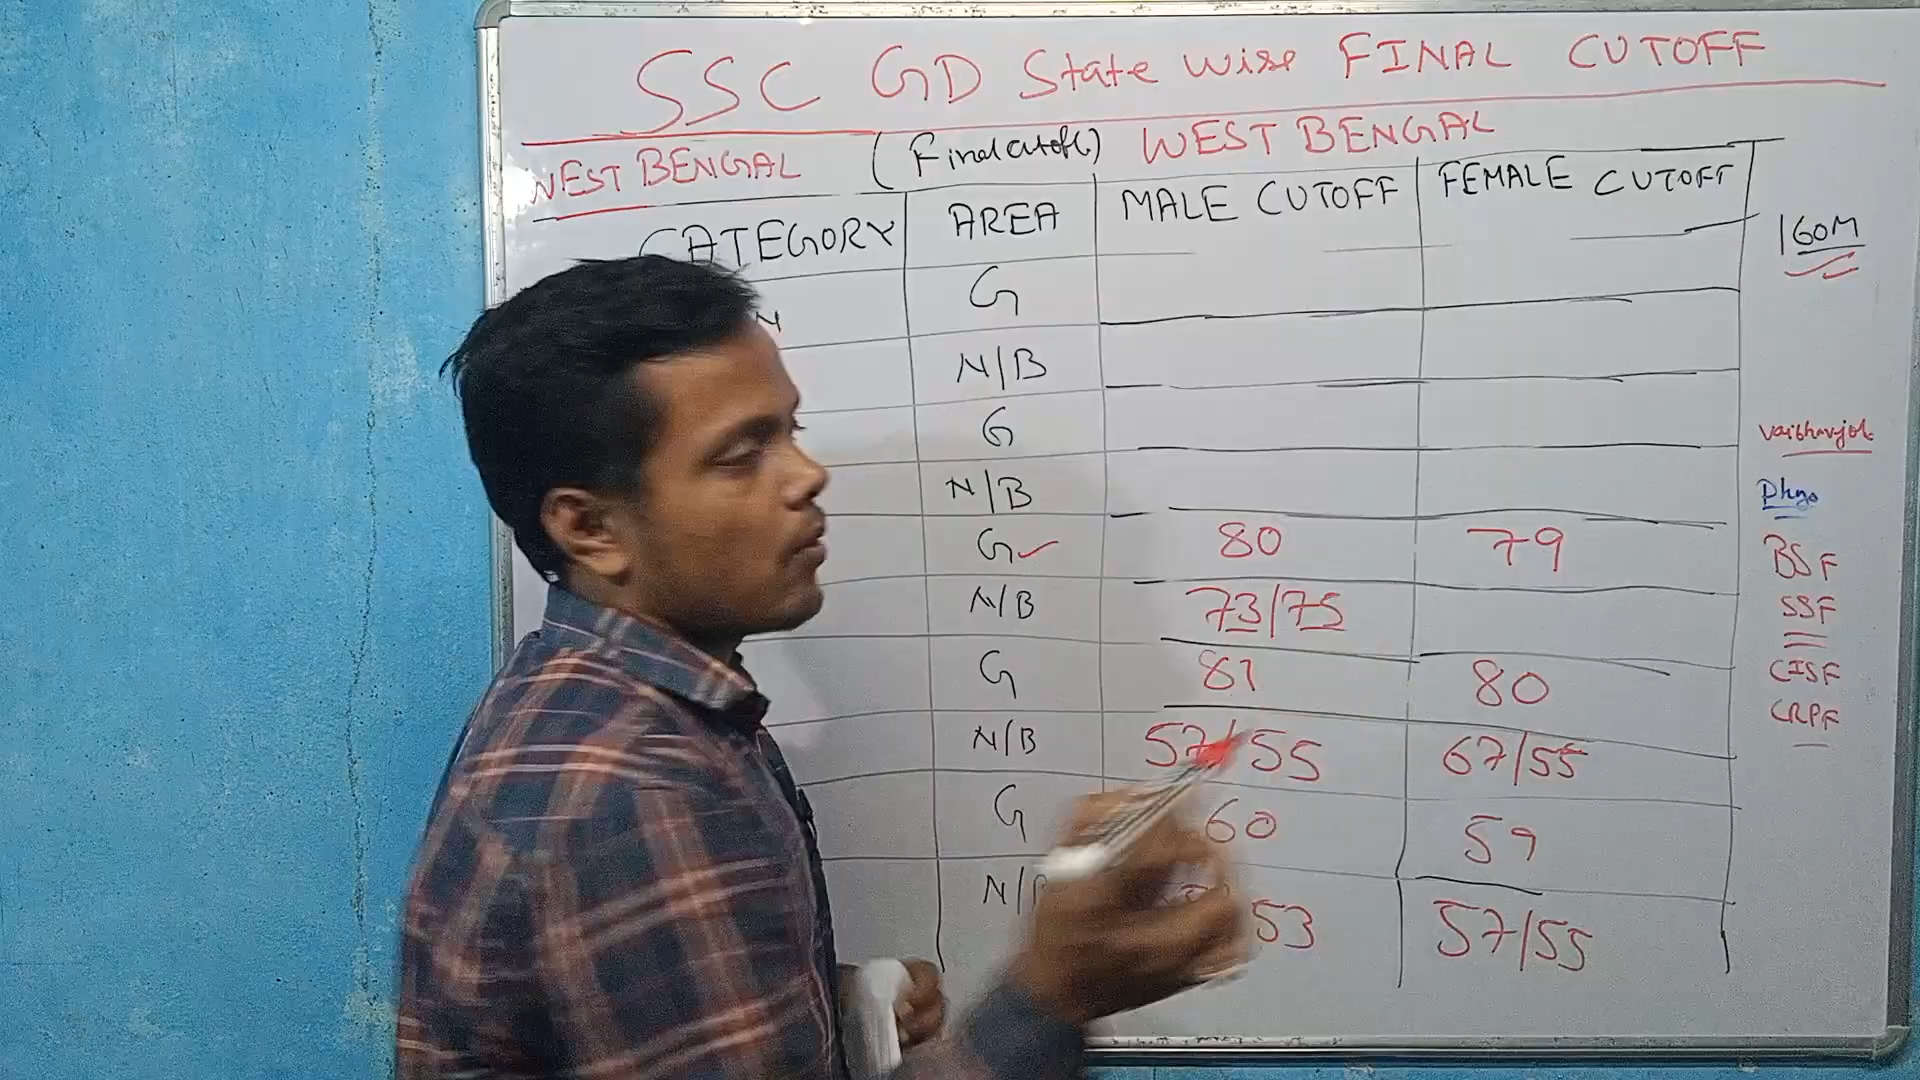 SSC GD State wise FINAL CUTOFF
WEST BENGAL (Final cutoff) WEST BENGAL
CATEGORY AREA MALE CUTOFF FEMALE CUTOFF
160M
G
N
N/B
G
N/B
G 80 79
N/B 73/75
G 81 80
N/B 57/55 67/55
G 60 59
53 57/55
vaibhavjob
BSF
SSF
CISF
CRPF